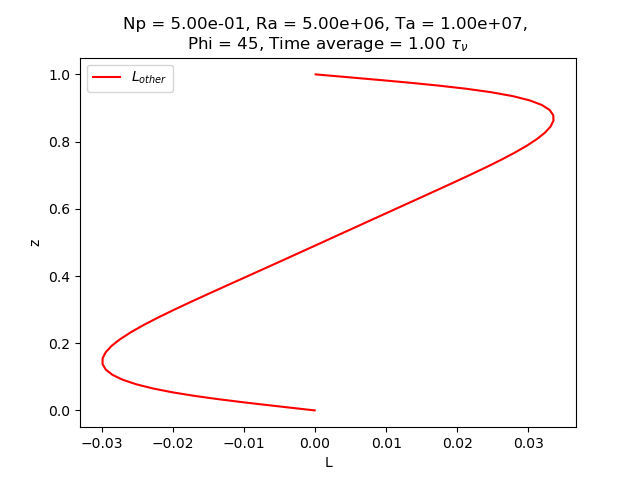 Np = 5.00e-01, Ra = 5.00e+06, Ta = 1.00e+07,
Phi = 45, Time average = 1.00 τν
L_other
1.0
0.8
0.6
0.4
0.2
0.0
z
−0.03 −0.02 −0.01 0.00 0.01 0.02 0.03
L